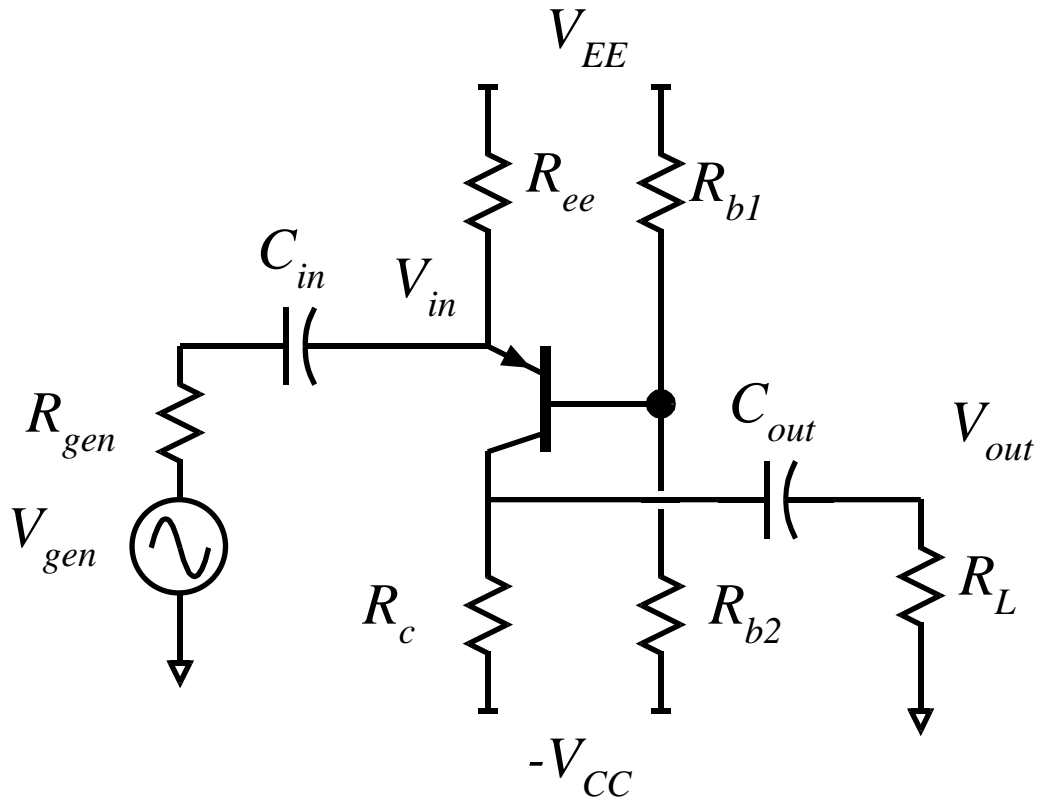 V_EE
R_ee
R_b1
C_in
V_in
R_gen
C_out
V_out
V_gen
R_c
R_b2
R_L
-V_CC